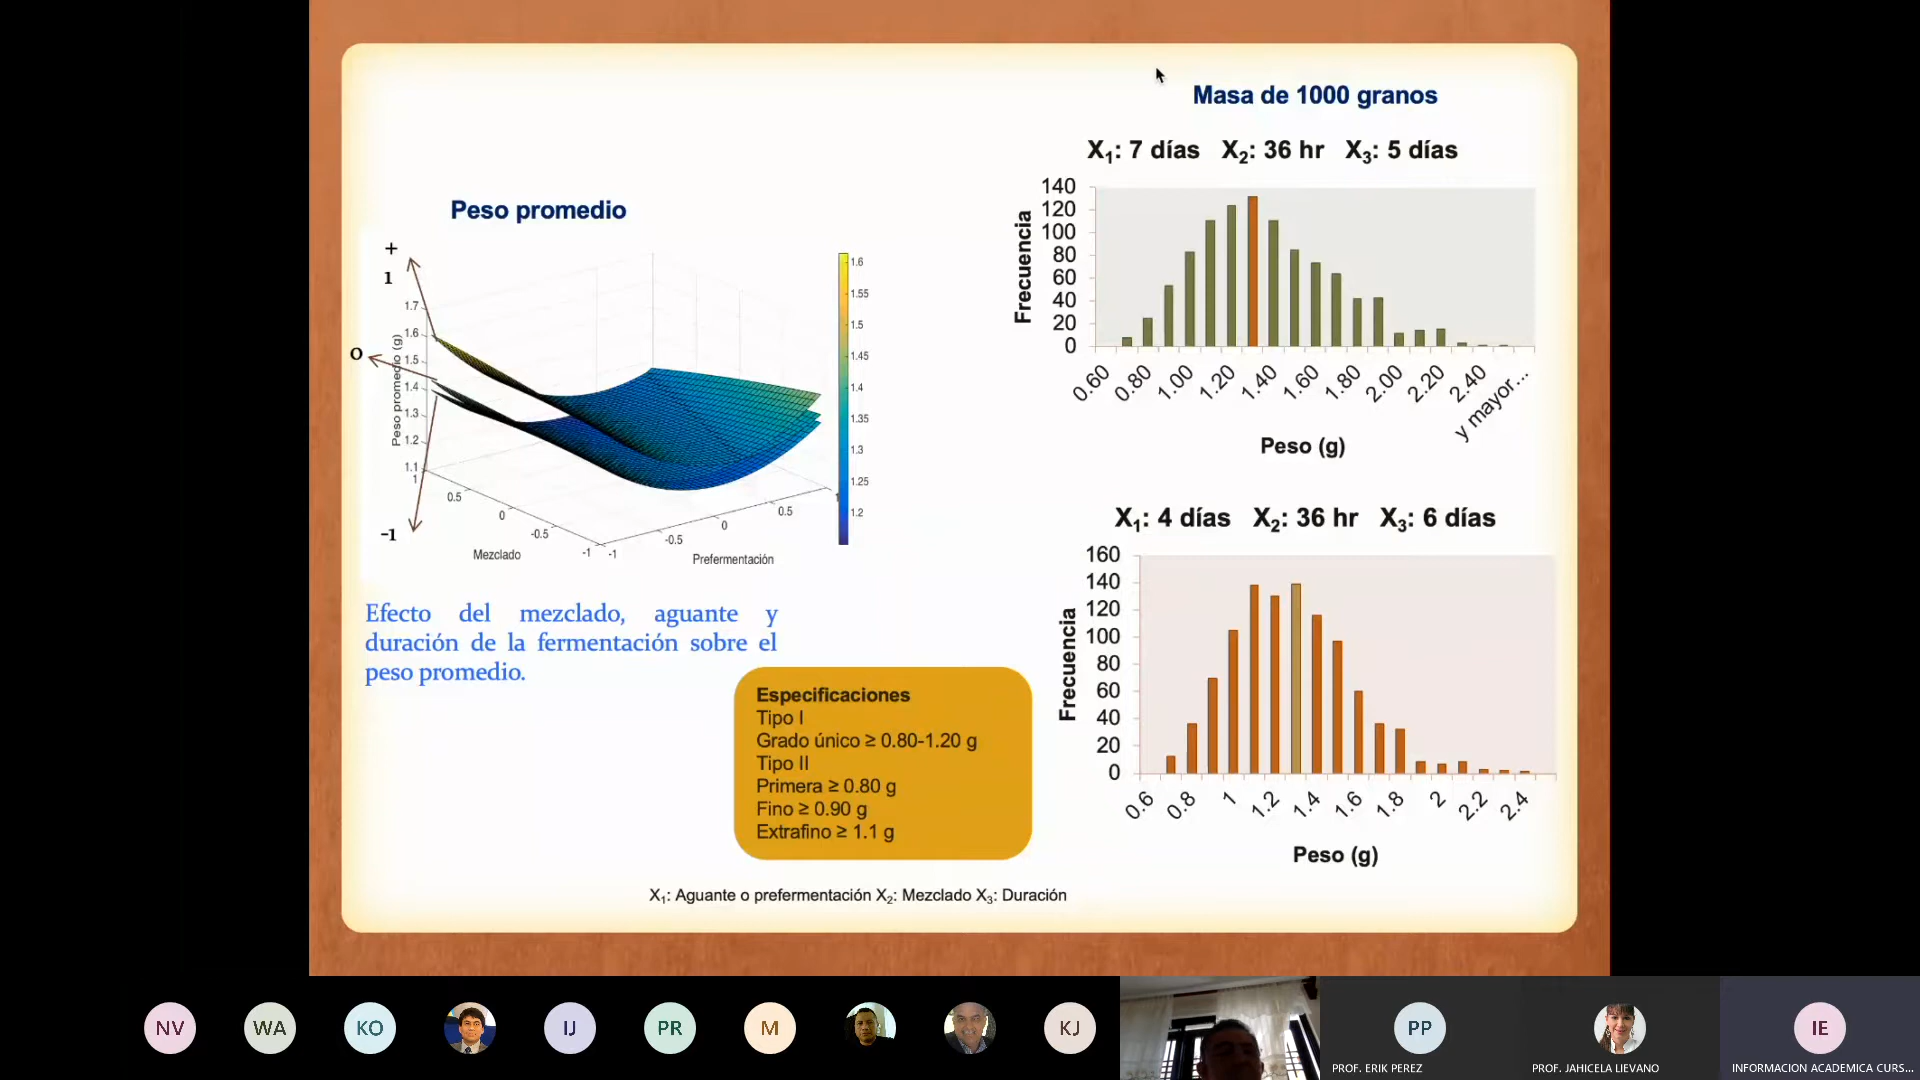 Masa de 1000 granos
X₁: 7 días X₂: 36 hr X₃: 5 días
Frecuencia
140
120
100
80
60
40
20
0
0.60
0.80
1.00
1.20
1.40
1.60
1.80
2.00
2.20
2.40
y mayor...
Peso (g)
Peso promedio
+
1
0
-1
Peso promedio (g)
1.7
1.6
1.5
1.4
1.3
1.2
1.1
1
0.5
0
-0.5
-1
Mezclado
-1
-0.5
0
0.5
1
Prefermentación
1.6
1.55
1.5
1.45
1.4
1.35
1.3
1.25
1.2
Efecto del mezclado, aguante y
duración de la fermentación sobre el
peso promedio.
X₁: 4 días X₂: 36 hr X₃: 6 días
Frecuencia
160
140
120
100
80
60
40
20
0
0.6
0.8
1
1.2
1.4
1.6
1.8
2
2.2
2.4
Peso (g)
Especificaciones
Tipo I
Grado único ≥ 0.80-1.20 g
Tipo II
Primera ≥ 0.80 g
Fino ≥ 0.90 g
Extrafino ≥ 1.1 g
X₁: Aguante o prefermentación X₂: Mezclado X₃: Duración
NV
WA
KO
IJ
PR
M
KJ
PP
IE
PROF. ERIK PEREZ
PROF. JAHICELA LIEVANO
INFORMACION ACADEMICA CURS...